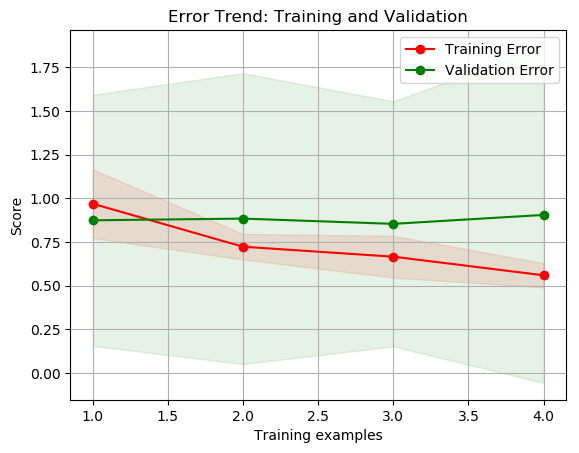 Error Trend: Training and Validation
Training Error
Validation Error
Score
1.75
1.50
1.25
1.00
0.75
0.50
0.25
0.00
1.0 1.5 2.0 2.5 3.0 3.5 4.0
Training examples